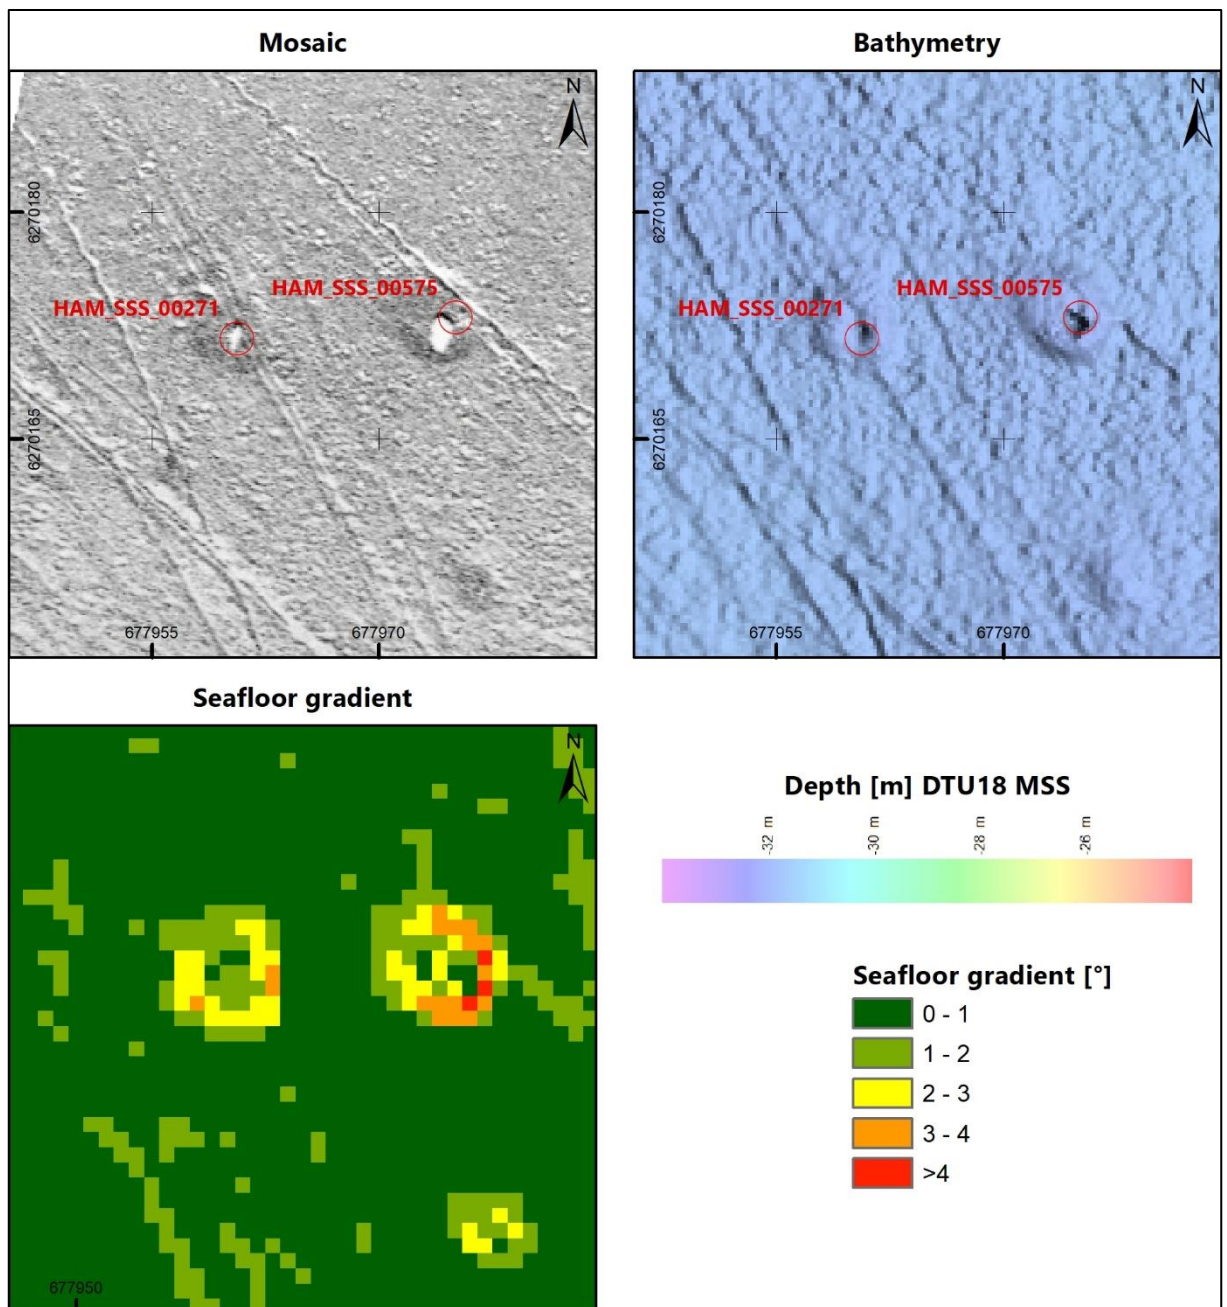 Mosaic
Bathymetry
N
N
6270180
6270180
HAM_SSS_00575
HAM_SSS_00575
HAM_SSS_00271
HAM_SSS_00271
6270165
6270165
677955
677970
677955
677970
Seafloor gradient
N
Depth [m] DTU18 MSS
-32 m
-30 m
-28 m
-26 m
Seafloor gradient [°]
0 - 1
1 - 2
2 - 3
3 - 4
>4
677950